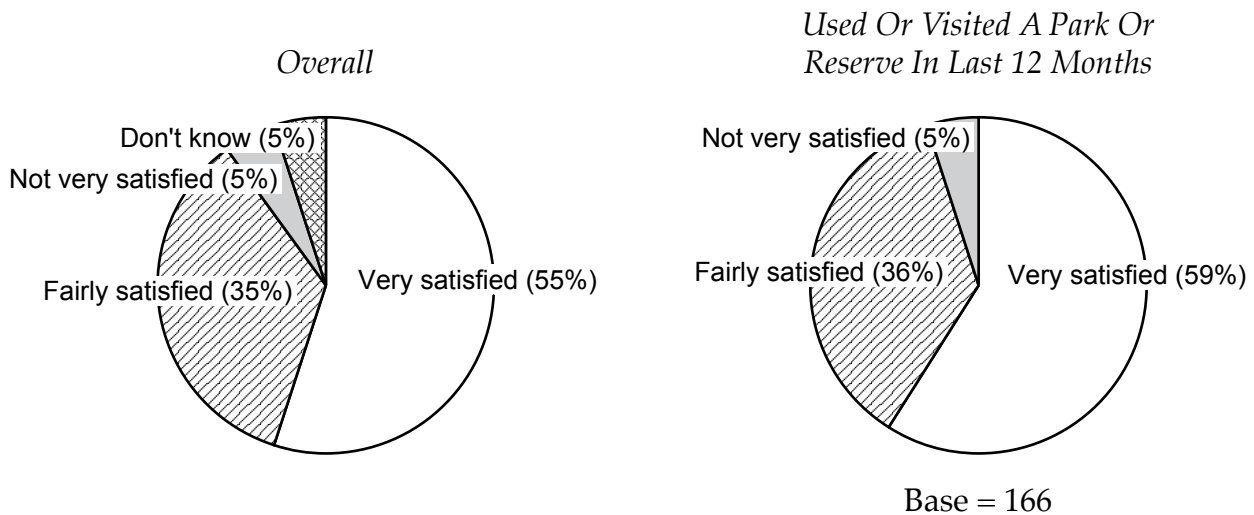 Overall
Don't know (5%)
Not very satisfied (5%)
Fairly satisfied (35%)
Very satisfied (55%)
Used Or Visited A Park Or
Reserve In Last 12 Months
Not very satisfied (5%)
Fairly satisfied (36%)
Very satisfied (59%)
Base = 166